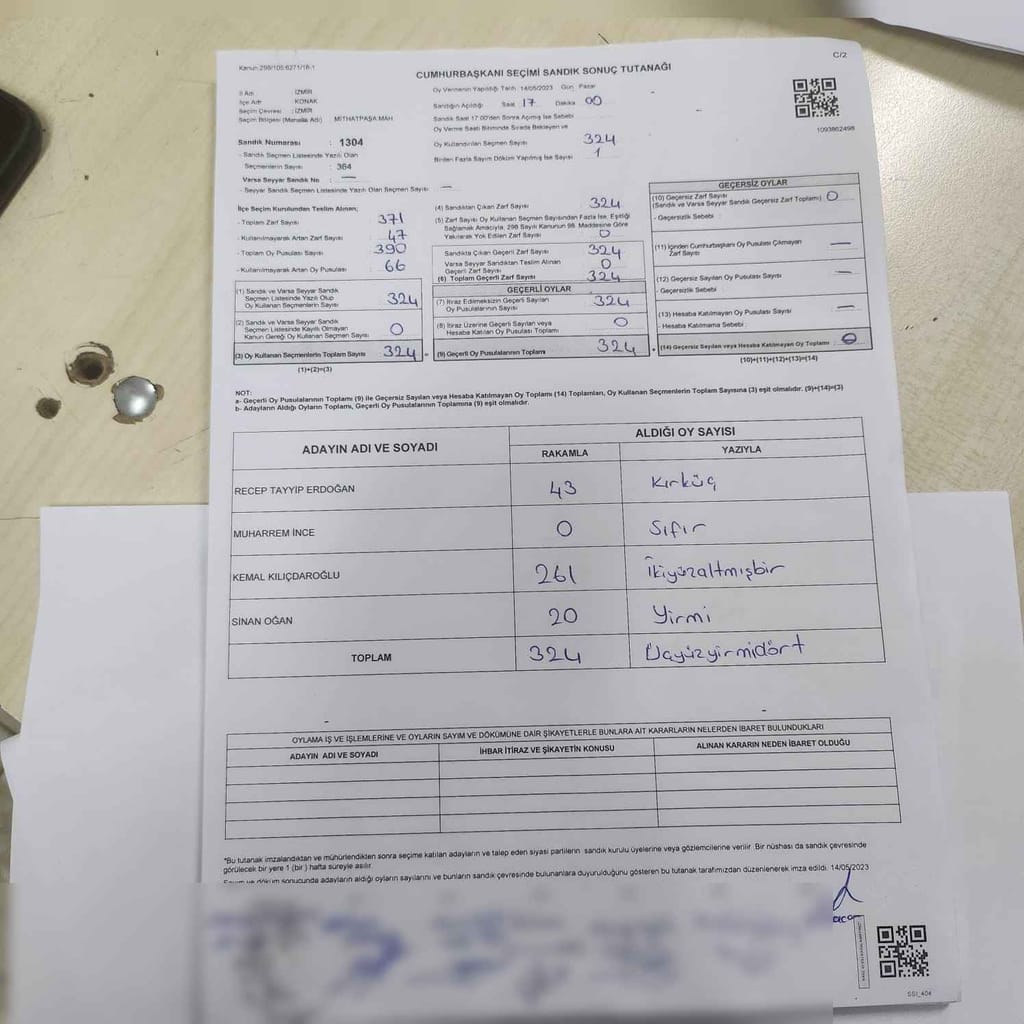 Kanun 298/105 6271/18-1
C/2
CUMHURBAŞKANI SEÇİMİ SANDIK SONUÇ TUTANAĞI
İl Adı : İZMİR
İlçe Adı : KONAK
Seçim Çevresi : İZMİR
Seçim Bölgesi (Mahalle Adı) : MİTHATPAŞA MAH
Sandık Numarası : 1304
- Sandık Seçmen Listesinde Yazılı Olan
Seçmenlerin Sayısı : 364
Varsa Seyyar Sandık No : —
- Seyyar Sandık Seçmen Listesinde Yazılı Olan Seçmen Sayısı : —
Oy Vermenin Yapıldığı Tarih 14/05/2023 Gün Pazar
Sandığın Açıldığı Saat 17 Dakika 00
Sandık Saat 17.00'den Sonra Açılmış İse Sebebi
Oy Verme Saati Bitiminde Sırada Bekleyen ve
Oy Kullandırılan Seçmen Sayısı 324
Birden Fazla Sayım Döküm Yapılmış İse Sayısı 1
1093862498
İlçe Seçim Kurulundan Teslim Alınan;
- Toplam Zarf Sayısı 371
- Kullanılmayarak Artan Zarf Sayısı 47
- Toplam Oy Pusulası Sayısı 390
- Kullanılmayarak Artan Oy Pusulası 66
(1) Sandık ve Varsa Seyyar Sandık
Seçmen Listesinde Yazılı Olup
Oy Kullanan Seçmenlerin Sayısı 324
(2) Sandık ve Varsa Seyyar Sandık
Seçmen Listesinde Kayıtlı Olmayan
Kanun Gereği Oy Kullanan Seçmen Sayısı 0
(3) Oy Kullanan Seçmenlerin Toplam Sayısı 324 =
(1)+(2)=(3)
(4) Sandıktan Çıkan Zarf Sayısı 324
(5) Zarf Sayısı Oy Kullanan Seçmen Sayısından Fazla İse, Eşitliği
Sağlamak Amacıyla, 298 Sayılı Kanunun 98. Maddesine Göre
Yakılarak Yok Edilen Zarf Sayısı 0
Sandıkta Çıkan Geçerli Zarf Sayısı 324
Varsa Seyyar Sandıktan Teslim Alınan
Geçerli Zarf Sayısı 0
(6) Toplam Geçerli Zarf Sayısı 324
GEÇERLİ OYLAR
(7) İtiraz Edilmeksizin Geçerli Sayılan
Oy Pusulalarının Sayısı 324
(8) İtiraz Üzerine Geçerli Sayılan veya
Hesaba Katılan Oy Pusulası Toplamı 0
(9) Geçerli Oy Pusulalarının Toplamı 324 +
GEÇERSİZ OYLAR
(10) Geçersiz Zarf Sayısı
(Sandık ve Varsa Seyyar Sandık Geçersiz Zarf Toplamı) 0
- Geçersizlik Sebebi :
(11) İçinden Cumhurbaşkanı Oy Pusulası Çıkmayan
Zarf Sayısı —
(12) Geçersiz Sayılan Oy Pusulası Sayısı —
- Geçersizlik Sebebi :
(13) Hesaba Katılmayan Oy Pusulası Sayısı —
- Hesaba Katılmama Sebebi :
(14) Geçersiz Sayılan veya Hesaba Katılmayan Oy Toplamı 0
(10)+(11)+(12)+(13)=(14)
NOT:
a- Geçerli Oy Pusulalarının Toplamı (9) ile Geçersiz Sayılan veya Hesaba Katılmayan Oy Toplamı (14) Toplamları, Oy Kullanan Seçmenlerin Toplam Sayısına (3) eşit olmalıdır. (9)+(14)=(3)
b- Adayların Aldığı Oyların Toplamı, Geçerli Oy Pusulalarının Toplamına (9) eşit olmalıdır.
ADAYIN ADI VE SOYADI
ALDIĞI OY SAYISI
RAKAMLA YAZIYLA
RECEP TAYYIP ERDOĞAN 43 Kırküç
MUHARREM İNCE 0 Sıfır
KEMAL KILIÇDAROĞLU 261 İkiyüzaltmışbir
SİNAN OĞAN 20 Yirmi
TOPLAM 324 Üçyüzyirmidört
OYLAMA İŞ VE İŞLEMLERİNE VE OYLARIN SAYIM VE DÖKÜMÜNE DAİR ŞİKAYETLERLE BUNLARA AİT KARARLARIN NELERDEN İBARET BULUNDUKLARI
ADAYIN ADI VE SOYADI İHBAR İTİRAZ VE ŞİKAYETİN KONUSU ALINAN KARARIN NEDEN İBARET OLDUĞU
*Bu tutanak imzalandıktan ve mühürlendikten sonra seçime katılan adayların ve talep eden siyasi partilerin sandık kurulu üyelerine veya gözlemcilerine verilir. Bir nüshası da sandık çevresinde
görülecek bir yere 1 (bir) hafta süreyle asılır.
Sayım ve döküm sonucunda adayların aldığı oyların sayılarını ve bunların sandık çevresinde bulunanlara duyurulduğunu gösteren bu tutanak tarafımızdan düzenlenerek imza edildi. 14/05/2023
SSI_404